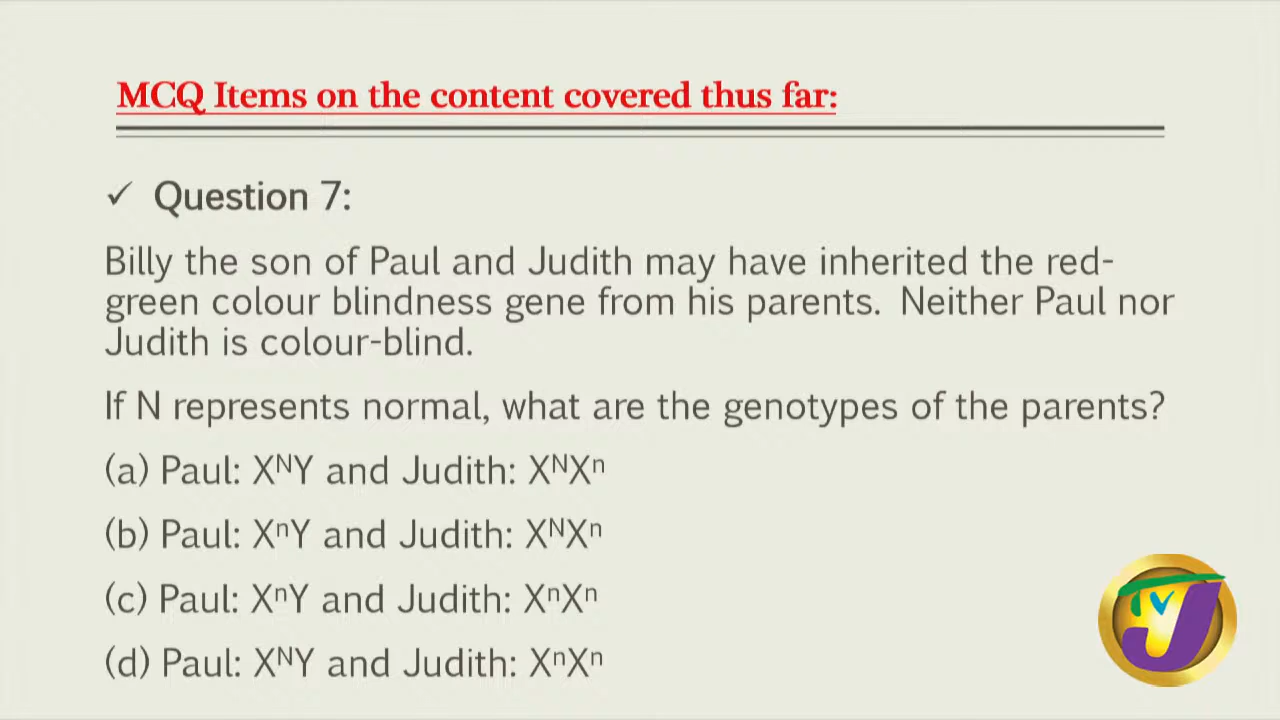 MCQ Items on the content covered thus far:
✓ Question 7:
Billy the son of Paul and Judith may have inherited the red-
green colour blindness gene from his parents. Neither Paul nor
Judith is colour-blind.
If N represents normal, what are the genotypes of the parents?
(a) Paul: XᴺY and Judith: XᴺXⁿ
(b) Paul: XⁿY and Judith: XᴺXⁿ
(c) Paul: XⁿY and Judith: XⁿXⁿ
(d) Paul: XᴺY and Judith: XⁿXⁿ
TVJ